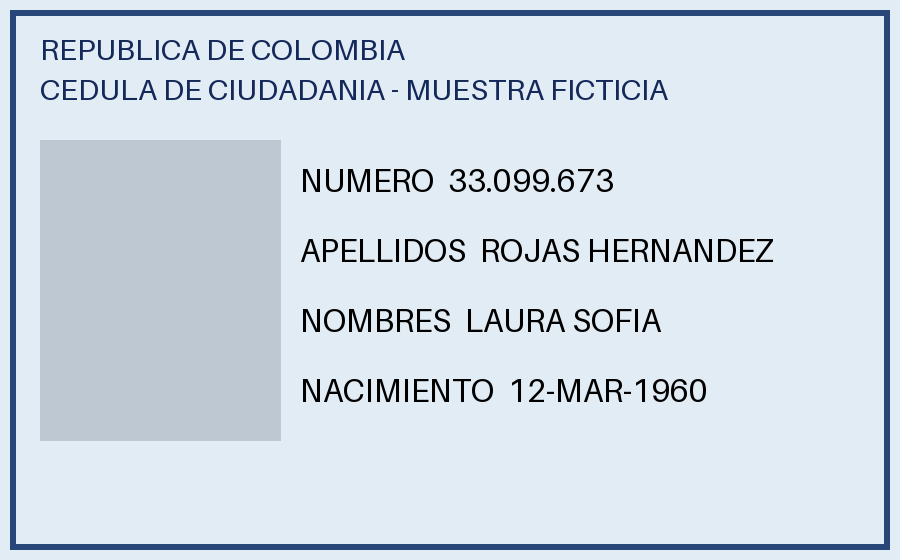 REPUBLICA DE COLOMBIA
CEDULA DE CIUDADANIA - MUESTRA FICTICIA
NUMERO 33.099.673
APELLIDOS ROJAS HERNANDEZ
NOMBRES LAURA SOFIA
NACIMIENTO 12-MAR-1960